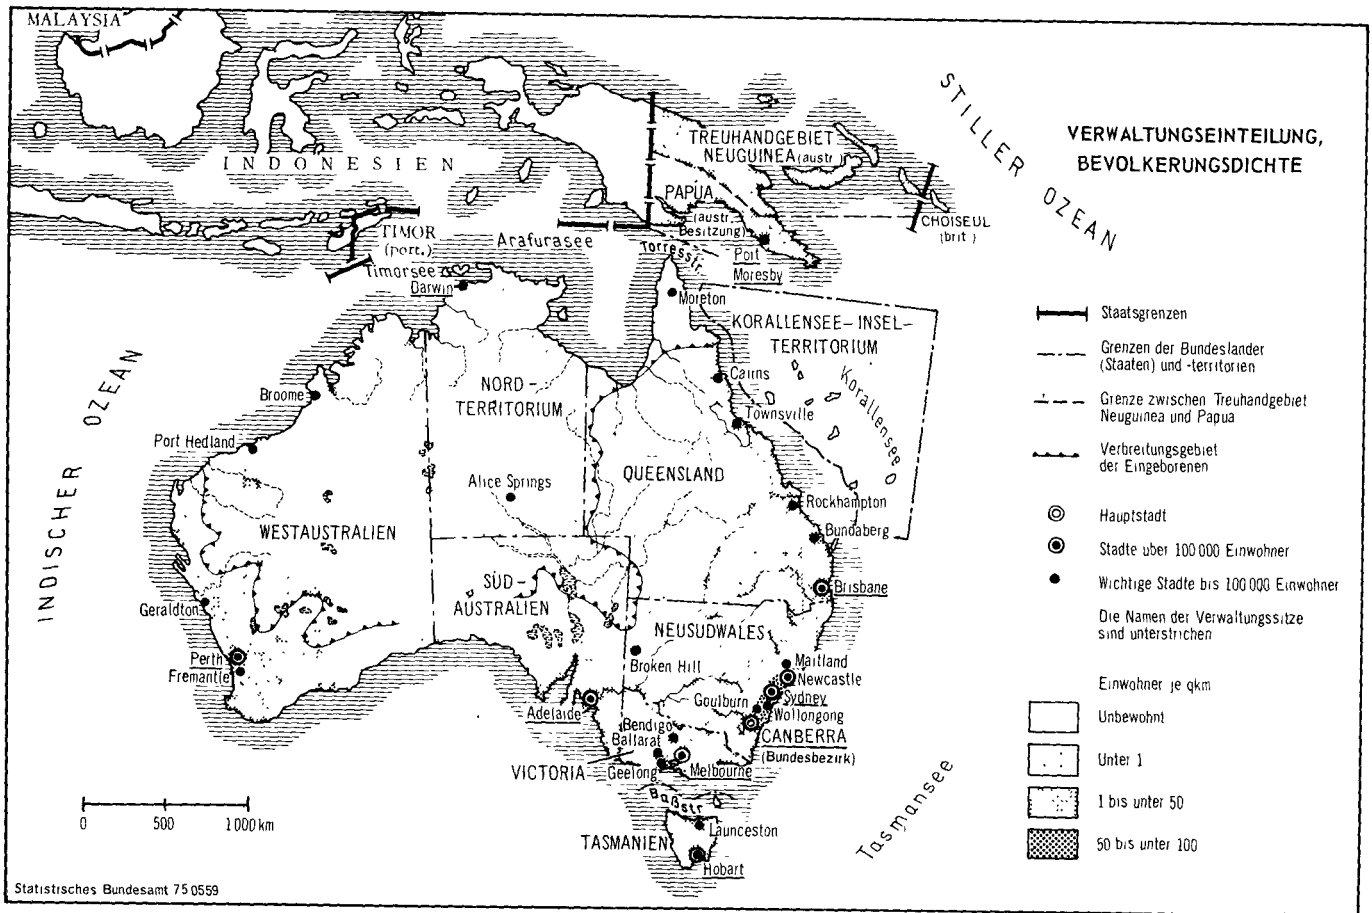 MALAYSIA
INDONESIEN
TIMOR
(port.)
Timorsee
Arafurasee
Torresstr.
TREUHANDGEBIET
NEUGUINEA (austr.)
PAPUA
(austr.
Besitzung)
Port
Moresby
CHOISEUL
(brit.)
STILLER OZEAN
VERWALTUNGSEINTEILUNG,
BEVOLKERUNGSDICHTE
Darwin
Moreton
KORALLENSEE-INSEL-
TERRITORIUM
Korallensee
Cairns
Townsville
NORD-
TERRITORIUM
Broome
Port Hedland
INDISCHER OZEAN
Alice Springs
QUEENSLAND
Rockhampton
Bundaberg
WESTAUSTRALIEN
SÜD-
AUSTRALIEN
Brisbane
Geraldton
NEUSUDWALES
Perth
Fremantle
Broken Hill
Maitland
Newcastle
Sydney
Goulburn
Wollongong
Adelaide
Bendigo
Ballarat
CANBERRA
(Bundesbezirk)
VICTORIA
Geelong
Melbourne
Baßstr.
Launceston
TASMANIEN
Hobart
Tasmansee
0 500 1000 km
Statistisches Bundesamt 75 0559
Staatsgrenzen
Grenzen der Bundeslander
(Staaten) und -territorien
Grenze zwischen Treuhandgebiet
Neuguinea und Papua
Verbreitungsgebiet
der Eingeborenen
Hauptstadt
Stadte uber 100 000 Einwohner
Wichtige Stadte bis 100 000 Einwohner
Die Namen der Verwaltungssitze
sind unterstrichen
Einwohner je qkm
Unbewohnt
Unter 1
1 bis unter 50
50 bis unter 100